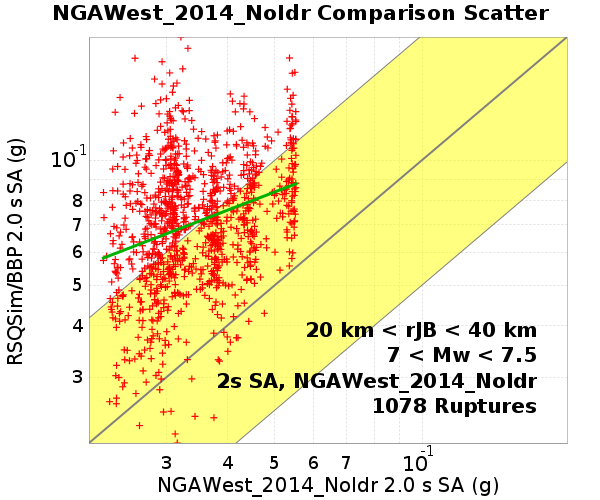 NGAWest_2014_NoIdr Comparison Scatter
RSQSim/BBP 2.0 s SA (g)
10-1
8
7
6
5
4
3
20 km < rJB < 40 km
7 < Mw < 7.5
2s SA, NGAWest_2014_NoIdr
1078 Ruptures
3 4 5 6 7 10-1
NGAWest_2014_NoIdr 2.0 s SA (g)